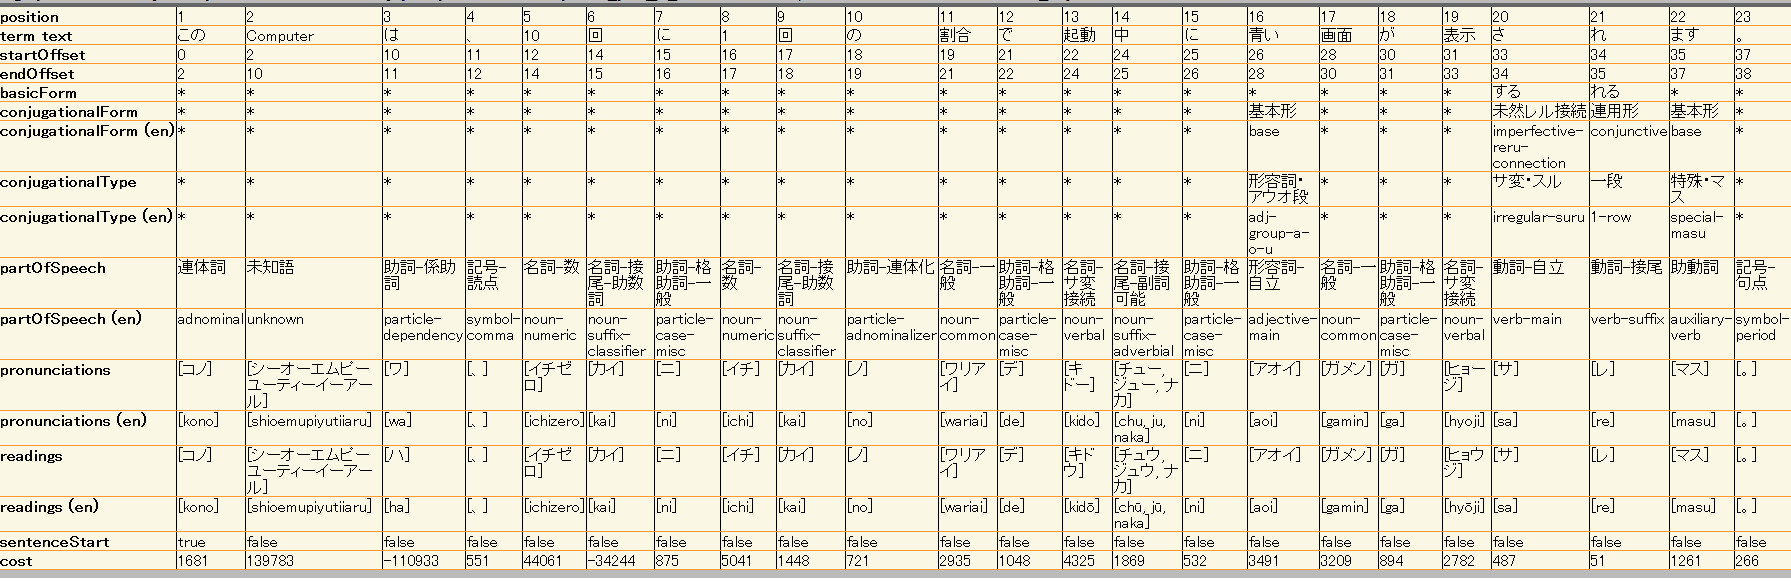 position 1 2 3 4 5 6 7 8 9 10 11 12 13 14 15 16 17 18 19 20 21 22 23
term text この Computer は 、 10 回 に 1 回 の 割合 で 起動 中 に 青い 画面 が 表示 さ れ ます 。
startOffset 0 2 10 11 12 14 15 16 17 18 19 21 22 24 25 26 28 30 31 33 34 35 37
endOffset 2 10 11 12 14 15 16 17 18 19 21 22 24 25 26 28 30 31 33 34 35 37 38
basicForm * * * * * * * * * * * * * * * * * * * する れる * *
conjugationalForm * * * * * * * * * * * * * * * 基本形 * * * 未然レル接続 連用形 基本形 *
conjugationalForm (en) * * * * * * * * * * * * * * * base * * * imperfective-reru-connection conjunctive base *
conjugationalType * * * * * * * * * * * * * * * 形容詞・アウオ段 * * * サ変・スル 一段 特殊・マス *
conjugationalType (en) * * * * * * * * * * * * * * * adj-group-a-o-u * * * irregular-suru 1-row special-masu *
partOfSpeech 連体詞 未知語 助詞-係助詞 記号-読点 名詞-数 名詞-接尾-助数詞 助詞-格助詞-一般 名詞-数 名詞-接尾-助数詞 助詞-連体化 名詞-一般 助詞-格助詞-一般 名詞-サ変接続 名詞-接尾-副詞可能 助詞-格助詞-一般 形容詞-自立 名詞-一般 助詞-格助詞-一般 名詞-サ変接続 動詞-自立 動詞-接尾 助動詞 記号-句点
partOfSpeech (en) adnominal unknown particle-dependency symbol-comma noun-numeric noun-suffix-classifier particle-case-misc noun-numeric noun-suffix-classifier particle-adnominalizer noun-common particle-case-misc noun-verbal noun-suffix-adverbial particle-case-misc adjective-main noun-common particle-case-misc noun-verbal verb-main verb-suffix auxiliary-verb symbol-period
pronunciations [コノ] [シーオーエムピーユーティーイーアール] [ワ] [、] [イチゼロ] [カイ] [ニ] [イチ] [カイ] [ノ] [ワリアイ] [デ] [キドー] [チュー, ジュー, ナカ] [ニ] [アオイ] [ガメン] [ガ] [ヒョージ] [サ] [レ] [マス] [。]
pronunciations (en) [kono] [shioemupiyutiiaru] [wa] [、] [ichizero] [kai] [ni] [ichi] [kai] [no] [wariai] [de] [kido] [chu, ju, naka] [ni] [aoi] [gamin] [ga] [hyoji] [sa] [re] [masu] [。]
readings [コノ] [シーオーエムピーユーティーイーアール] [ハ] [、] [イチゼロ] [カイ] [ニ] [イチ] [カイ] [ノ] [ワリアイ] [デ] [キドウ] [チュウ, ジュウ, ナカ] [ニ] [アオイ] [ガメン] [ガ] [ヒョウジ] [サ] [レ] [マス] [。]
readings (en) [kono] [shioemupiyutiiaru] [ha] [、] [ichizero] [kai] [ni] [ichi] [kai] [no] [wariai] [de] [kidō] [chū, jū, naka] [ni] [aoi] [gamin] [ga] [hyōji] [sa] [re] [masu] [。]
sentenceStart true false false false false false false false false false false false false false false false false false false false false false false
cost 1681 139783 -110933 551 44061 -34244 875 5041 1448 721 2935 1048 4325 1869 532 3491 3209 894 2782 487 51 1261 266